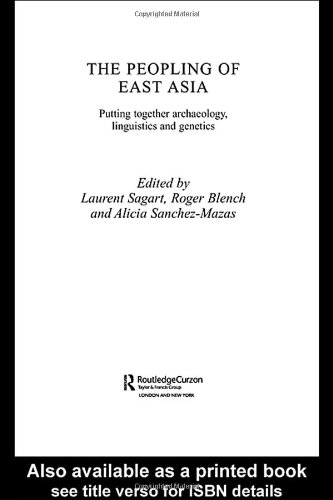 THE PEOPLING OF
EAST ASIA
Putting together archaeology,
linguistics and genetics
Edited by
Laurent Sagart, Roger Blench
and Alicia Sanchez-Mazas
RoutledgeCurzon
Taylor & Francis Group
LONDON AND NEW YORK
Also available as a printed book
see title verso for ISBN details